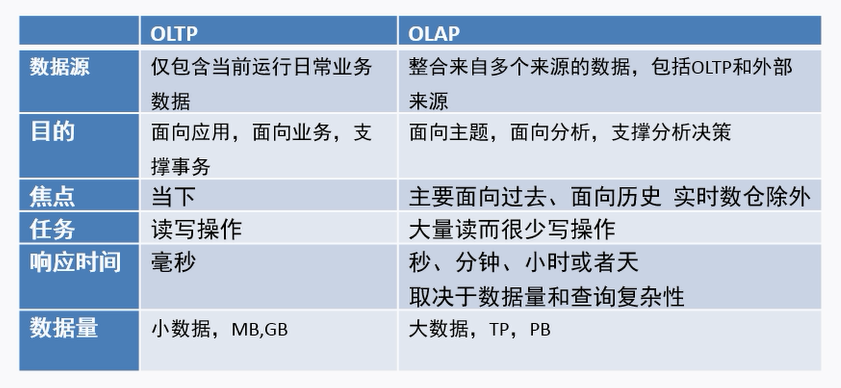 OLTP OLAP
数据源 仅包含当前运行日常业务 整合来自多个来源的数据，包括OLTP和外部
数据 来源
目的 面向应用，面向业务，支 面向主题，面向分析，支撑分析决策
撑事务
焦点 当下 主要面向过去、面向历史 实时数仓除外
任务 读写操作 大量读而很少写操作
响应时间 毫秒 秒、分钟、小时或者天
取决于数据量和查询复杂性
数据量 小数据，MB,GB 大数据，TP，PB